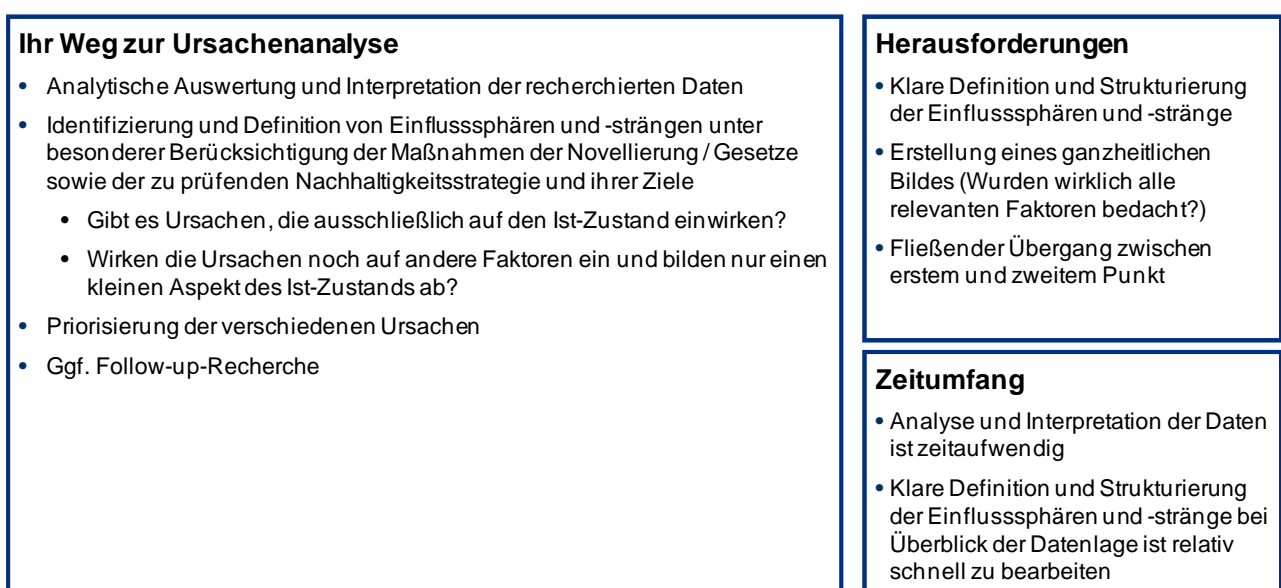 Ihr Weg zur Ursachenanalyse
• Analytische Auswertung und Interpretation der recherchierten Daten
• Identifizierung und Definition von Einflusssphären und -strängen unter
besonderer Berücksichtigung der Maßnahmen der Novellierung / Gesetze
sowie der zu prüfenden Nachhaltigkeitsstrategie und ihrer Ziele
• Gibt es Ursachen, die ausschließlich auf den Ist-Zustand einwirken?
• Wirken die Ursachen noch auf andere Faktoren ein und bilden nur einen
kleinen Aspekt des Ist-Zustands ab?
• Priorisierung der verschiedenen Ursachen
• Ggf. Follow-up-Recherche
Herausforderungen
• Klare Definition und Strukturierung
der Einflusssphären und -stränge
• Erstellung eines ganzheitlichen
Bildes (Wurden wirklich alle
relevanten Faktoren bedacht?)
• Fließender Übergang zwischen
erstem und zweitem Punkt
Zeitumfang
• Analyse und Interpretation der Daten
ist zeitaufwendig
• Klare Definition und Strukturierung
der Einflusssphären und -stränge bei
Überblick der Datenlage ist relativ
schnell zu bearbeiten